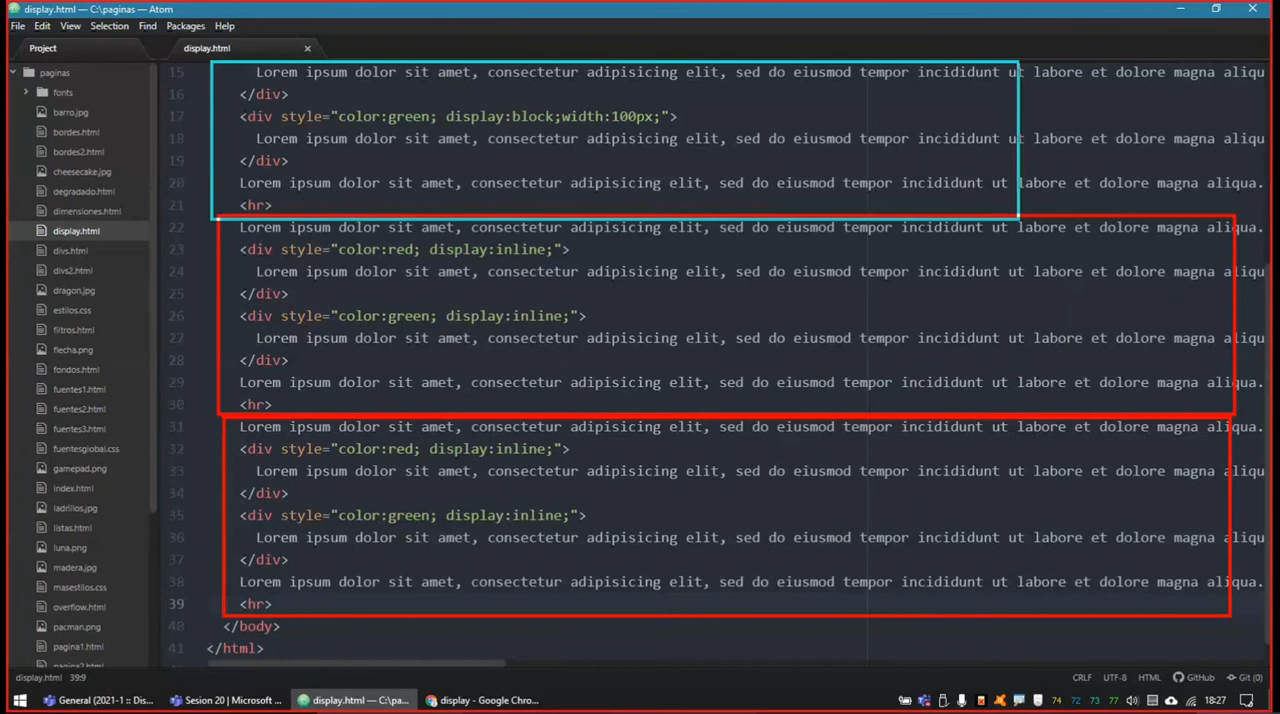 display.html — C:\paginas — Atom
File Edit View Selection Find Packages Help
Project
display.html
paginas
fonts
barro.jpg
bordes.html
bordes2.html
cheesecake.jpg
degradado.html
dimensiones.html
display.html
divs.html
divs2.html
dragon.jpg
estilos.css
filtros.html
flecha.png
fondos.html
fuentes1.html
fuentes2.html
fuentes3.html
fuentesglobal.css
gamepad.png
index.html
ladrillos.jpg
listas.html
luna.png
madera.jpg
masestilos.css
overflow.html
pacman.png
pagina1.html
pagina2.html
15 Lorem ipsum dolor sit amet, consectetur adipisicing elit, sed do eiusmod tempor incididunt ut labore et dolore magna aliqu
16 </div>
17 <div style="color:green; display:block;width:100px;">
18 Lorem ipsum dolor sit amet, consectetur adipisicing elit, sed do eiusmod tempor incididunt ut labore et dolore magna aliqu
19 </div>
20 Lorem ipsum dolor sit amet, consectetur adipisicing elit, sed do eiusmod tempor incididunt ut labore et dolore magna aliqua.
21 <hr>
22 Lorem ipsum dolor sit amet, consectetur adipisicing elit, sed do eiusmod tempor incididunt ut labore et dolore magna aliqua.
23 <div style="color:red; display:inline;">
24 Lorem ipsum dolor sit amet, consectetur adipisicing elit, sed do eiusmod tempor incididunt ut labore et dolore magna aliqu
25 </div>
26 <div style="color:green; display:inline;">
27 Lorem ipsum dolor sit amet, consectetur adipisicing elit, sed do eiusmod tempor incididunt ut labore et dolore magna aliqu
28 </div>
29 Lorem ipsum dolor sit amet, consectetur adipisicing elit, sed do eiusmod tempor incididunt ut labore et dolore magna aliqua.
30 <hr>
31 Lorem ipsum dolor sit amet, consectetur adipisicing elit, sed do eiusmod tempor incididunt ut labore et dolore magna aliqua.
32 <div style="color:red; display:inline;">
33 Lorem ipsum dolor sit amet, consectetur adipisicing elit, sed do eiusmod tempor incididunt ut labore et dolore magna aliqu
34 </div>
35 <div style="color:green; display:inline;">
36 Lorem ipsum dolor sit amet, consectetur adipisicing elit, sed do eiusmod tempor incididunt ut labore et dolore magna aliqu
37 </div>
38 Lorem ipsum dolor sit amet, consectetur adipisicing elit, sed do eiusmod tempor incididunt ut labore et dolore magna aliqua.
39 <hr>
40 </body>
41 </html>
display.html 39:9 CRLF UTF-8 HTML GitHub Git (0)
General (2021-1 :: Dis... Sesion 20 | Microsoft ... display.html — C:\pa... display - Google Chro... 74 72 73 77 18:27